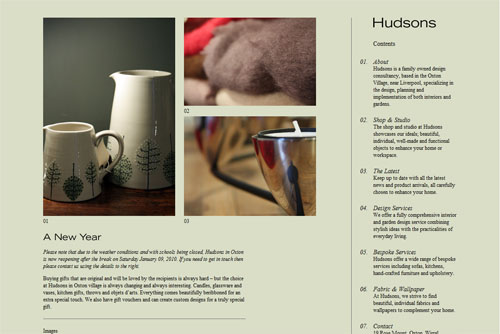 Hudsons
Contents
01. About
Hudsons is a family owned design
consultancy, based in the Oxton
Village, near Liverpool, specializing in
the design, planning and
implementation of both interiors and
gardens.
02. Shop & Studio
The shop and studio at Hudsons
showcases our ideas; beautiful,
individual, well-made and functional
objects to enhance your home or
workspace.
03. The Latest
Keep up to date with all the latest
news and product arrivals, all carefully
chosen to enhance your home.
04. Design Services
We offer a fully comprehensive interior
and garden design service combining
stylish ideas with the practicalities of
everyday living.
05. Bespoke Services
Hudsons offer a wide range of bespoke
services including sofas, kitchens,
hand-crafted furniture and upholstery.
06. Fabric & Wallpaper
At Hudsons, we strive to find
beautiful, individual fabrics and
wallpapers to complement your home.
07. Contact
19 Rose Mount, Oxton, Wirral
01
02
03
A New Year
Please note that due to the weather conditions and with schools being closed, Hudsons in Oxton
is now reopening after the break on Saturday January 09, 2010. If you need to get in touch then
please contact us using the details to the right.
Buying gifts that are original and will be loved by the recipients is always hard – but the choice
at Hudsons in Oxton village is always changing and always interesting. Candles, glassware and
vases, kitchen gifts, throws and objets d'arts. Everything comes beautifully beribboned for an
extra special touch. We also have gift vouchers and can create custom designs for a truly special
gift.
Images